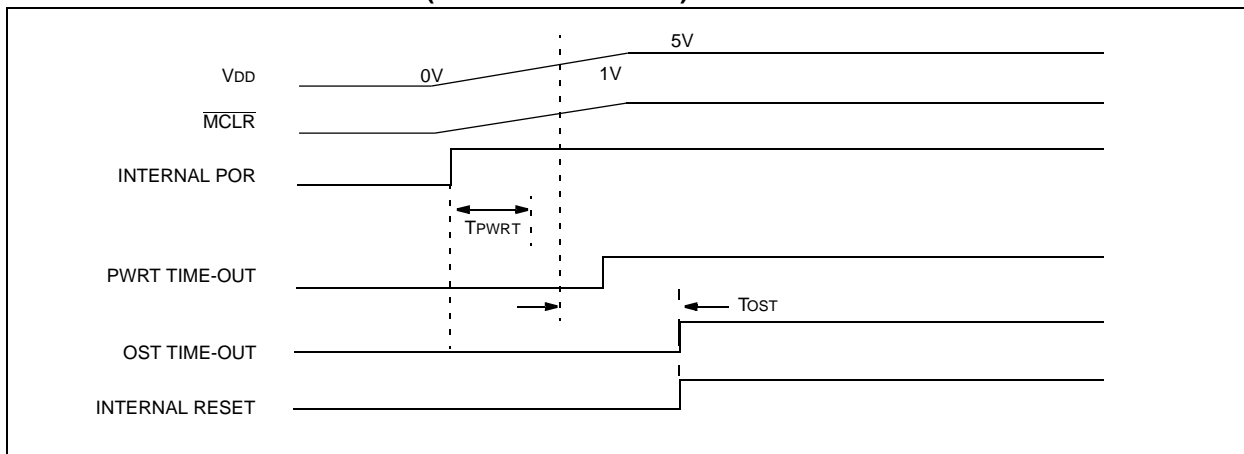 5V
VDD 0V 1V
MCLR
INTERNAL POR
TPWRT
PWRT TIME-OUT
TOST
OST TIME-OUT
INTERNAL RESET